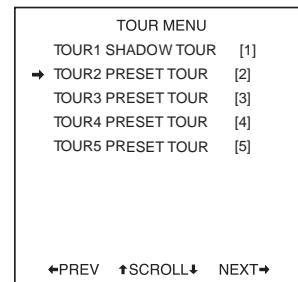 TOUR MENU
TOUR1 SHADOW TOUR [1]
➔ TOUR2 PRESET TOUR [2]
TOUR3 PRESET TOUR [3]
TOUR4 PRESET TOUR [4]
TOUR5 PRESET TOUR [5]
←PREV ↑SCROLL↓ NEXT→